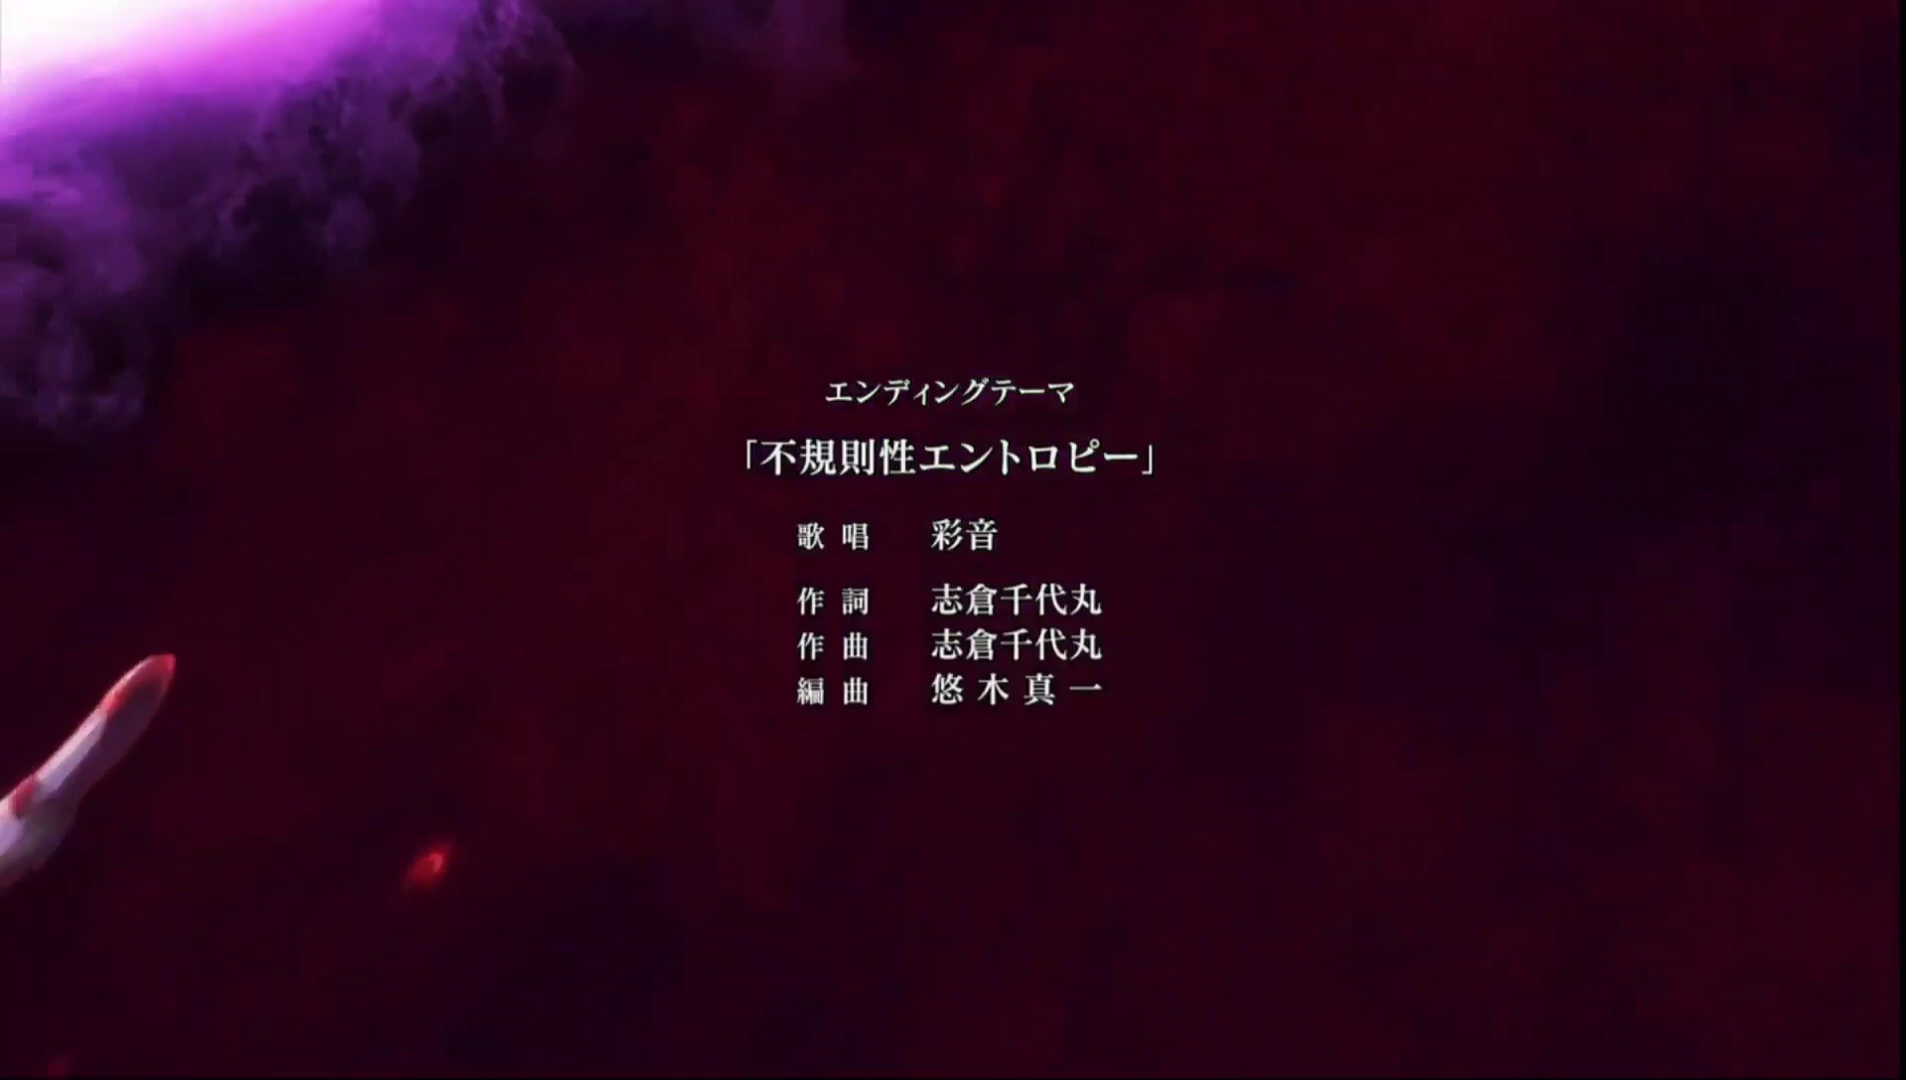 エンディングテーマ
「不規則性エントロピー」
歌唱 彩音
作詞 志倉千代丸
作曲 志倉千代丸
編曲 悠木真一